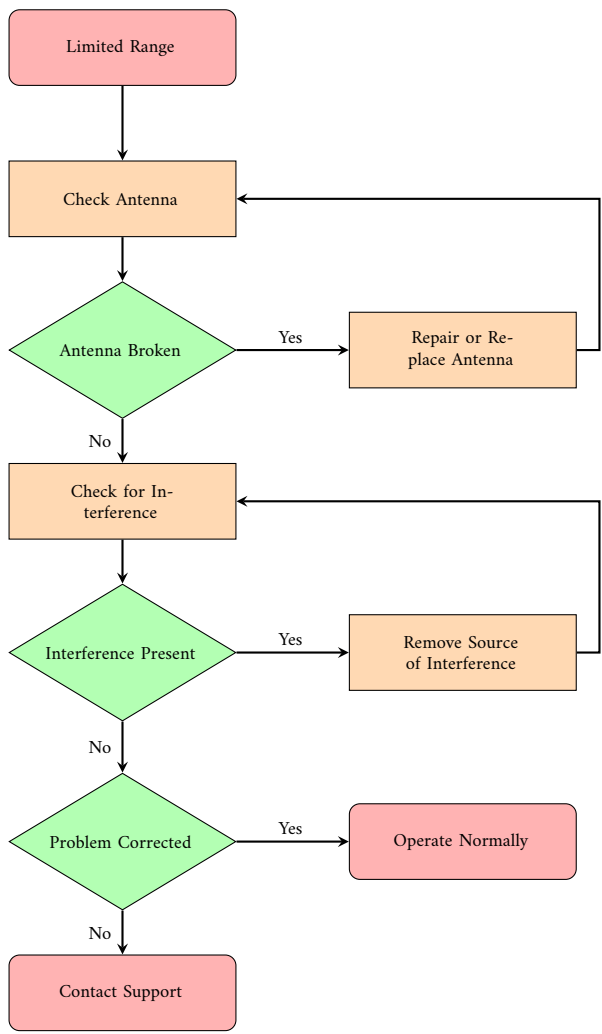 Limited Range
Check Antenna
Antenna Broken
Yes
Repair or Re-
place Antenna
No
Check for In-
terference
Interference Present
Yes
Remove Source
of Interference
No
Problem Corrected
Yes
Operate Normally
No
Contact Support